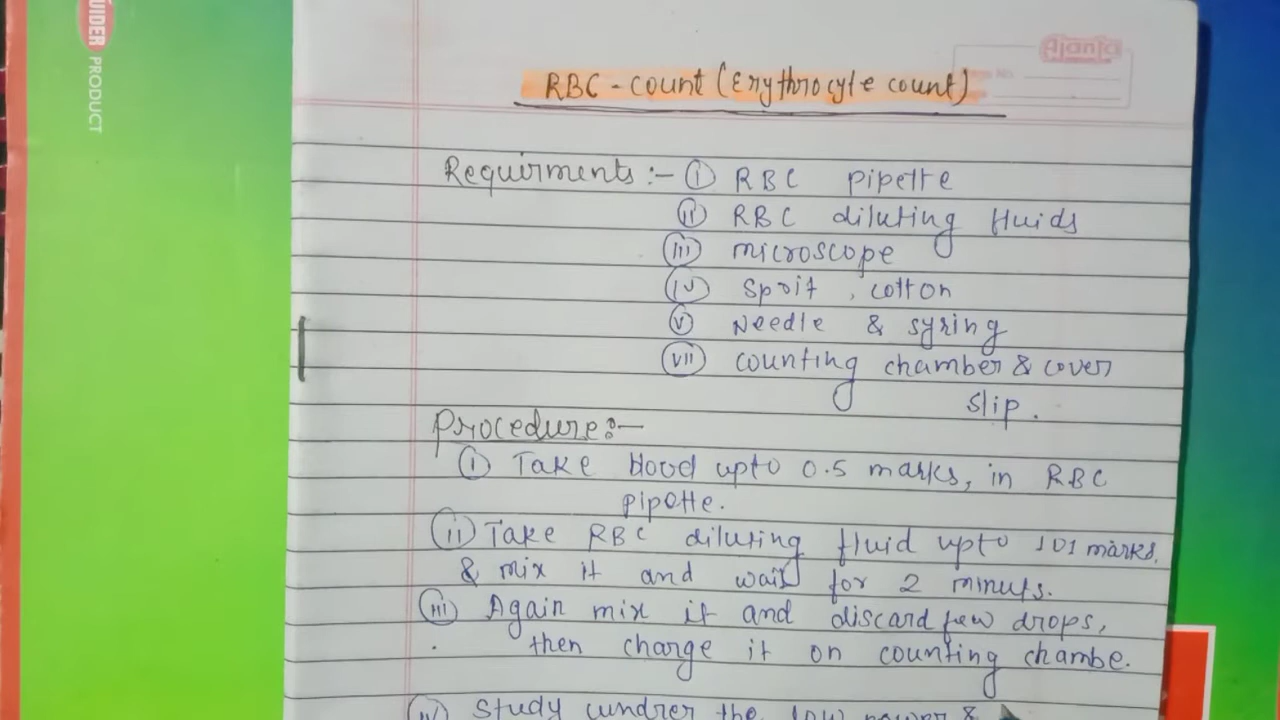 GUIDER PRODUCT
Ajanta
RBC - count (Erythrocyte count)
Requirments :- (i) RBC pipette
(ii) RBC diluting fluids
(iii) microscope
(iv) Spoit, cotton
(v) Needle & syring
(vii) counting chamber & cover
slip.
Procedure :-
(i) Take blood upto 0.5 marks, in RBC
pipette.
(ii) Take RBC diluting fluid upto 101 marks.
& mix it and wait for 2 minuts.
(iii) Again mix it and discard few drops,
then charge it on counting chambe.
(iv) Study undrer the low power &